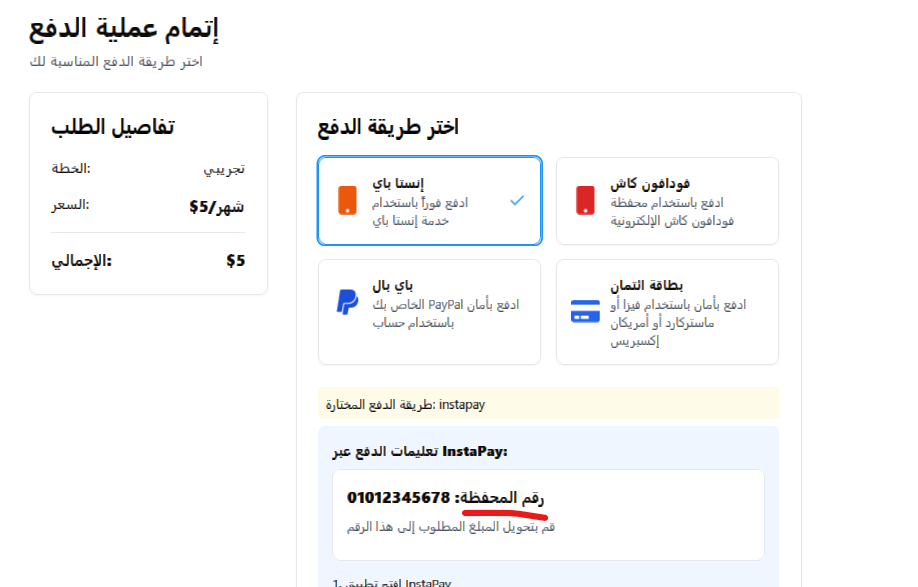 إتمام عملية الدفع
اختر طريقة الدفع المناسبة لك
تفاصيل الطلب
الخطة:
تجريبي
السعر:
$5/شهر
الإجمالي:
$5
اختر طريقة الدفع
إنستا باي
ادفع فوراً باستخدام
خدمة إنستا باي
ڤودافون كاش
ادفع باستخدام محفظة
فودافون كاش الإلكترونية
باي بال
ادفع بأمان PayPal الخاص بك
باستخدام حساب
بطاقة ائتمان
ادفع بأمان باستخدام فيزا أو
ماستركارد أو أمريكان
إكسبريس
طريقة الدفع المختارة: instapay
تعليمات الدفع عبر InstaPay:
رقم المحفظة: 01012345678
قم بتحويل المبلغ المطلوب إلى هذا الرقم
1. افتح تطبيق InstaPay